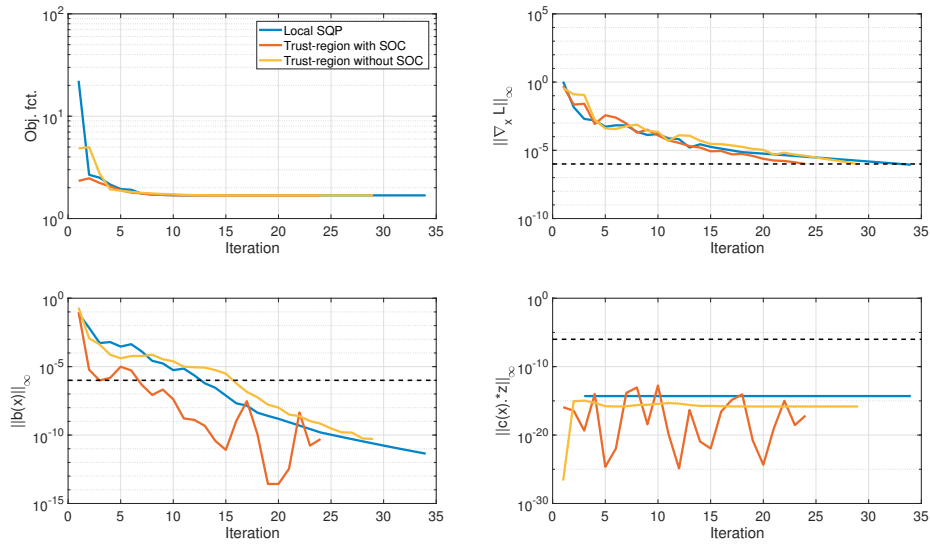 10^2
10^1
10^0
Obj. fct.
Local SQP
Trust-region with SOC
Trust-region without SOC
0 5 10 15 20 25 30 35
Iteration
10^5
10^0
10^-5
10^-10
||∇_x L||_∞
0 5 10 15 20 25 30 35
Iteration
10^0
10^-5
10^-10
10^-15
||b(x)||_∞
0 5 10 15 20 25 30 35
Iteration
10^0
10^-10
10^-20
10^-30
||c(x).*z||_∞
0 5 10 15 20 25 30 35
Iteration